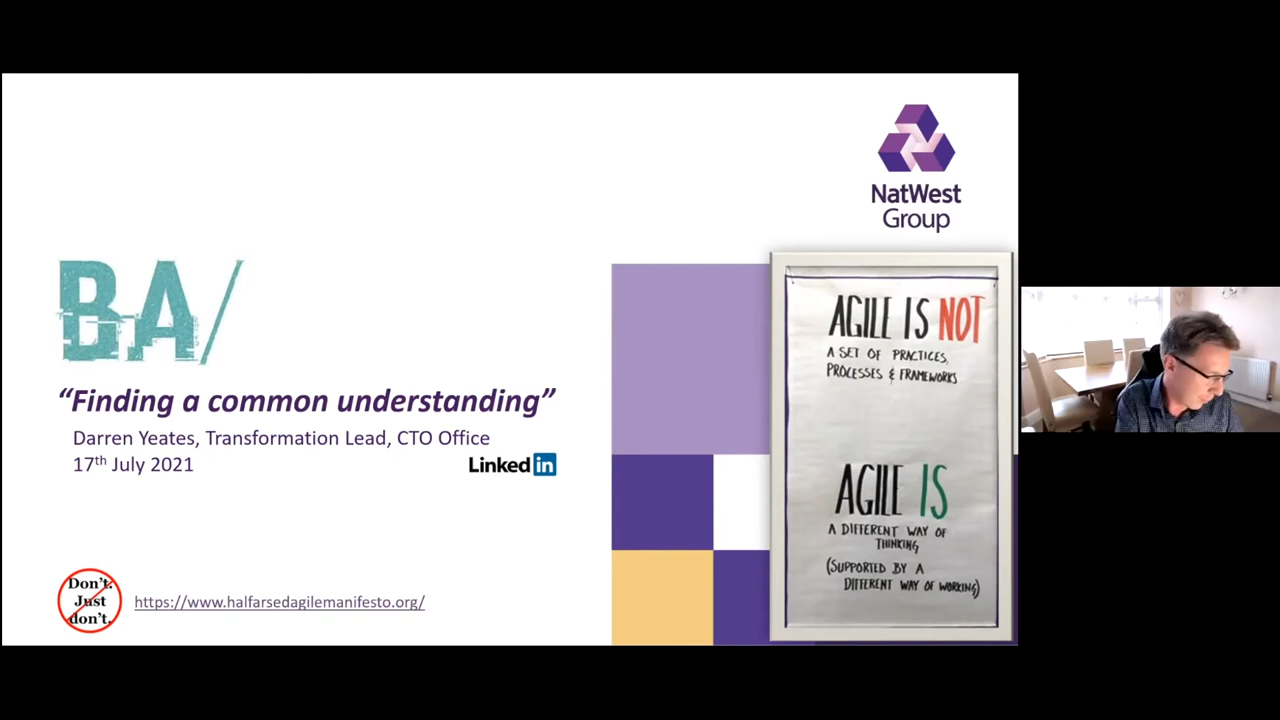 NatWest
Group
BA/
“Finding a common understanding”
Darren Yeates, Transformation Lead, CTO Office
17th July 2021
Linked in
Don't.
Just
don't.
https://www.halfarsedagilemanifesto.org/
AGILE IS NOT
A SET OF PRACTICES,
PROCESSES & FRAMEWORKS
AGILE IS
A DIFFERENT WAY OF
THINKING
(SUPPORTED BY A
DIFFERENT WAY OF WORKING)